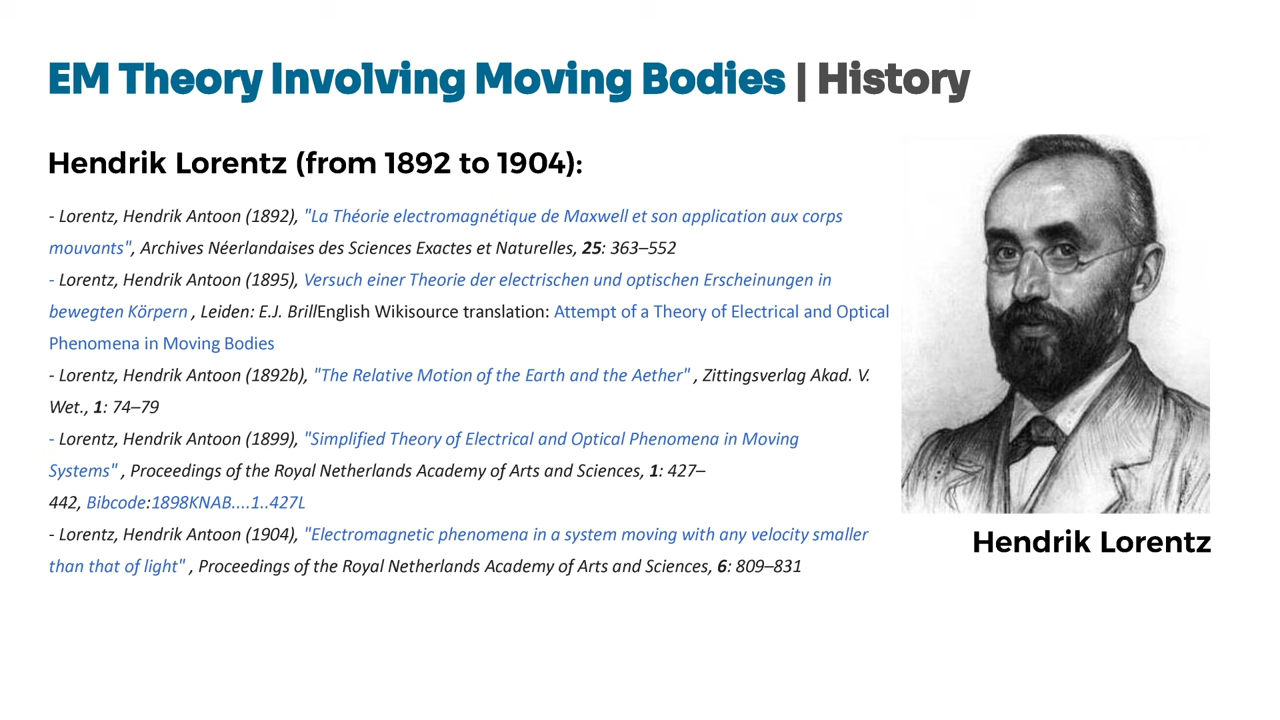 EM Theory Involving Moving Bodies | History
Hendrik Lorentz (from 1892 to 1904):
- Lorentz, Hendrik Antoon (1892), "La Théorie electromagnétique de Maxwell et son application aux corps
mouvants", Archives Néerlandaises des Sciences Exactes et Naturelles, 25: 363–552
- Lorentz, Hendrik Antoon (1895), Versuch einer Theorie der electrischen und optischen Erscheinungen in
bewegten Körpern , Leiden: E.J. BrillEnglish Wikisource translation: Attempt of a Theory of Electrical and Optical
Phenomena in Moving Bodies
- Lorentz, Hendrik Antoon (1892b), "The Relative Motion of the Earth and the Aether" , Zittingsverlag Akad. V.
Wet., 1: 74–79
- Lorentz, Hendrik Antoon (1899), "Simplified Theory of Electrical and Optical Phenomena in Moving
Systems" , Proceedings of the Royal Netherlands Academy of Arts and Sciences, 1: 427–
442, Bibcode:1898KNAB....1..427L
- Lorentz, Hendrik Antoon (1904), "Electromagnetic phenomena in a system moving with any velocity smaller
than that of light" , Proceedings of the Royal Netherlands Academy of Arts and Sciences, 6: 809–831
Hendrik Lorentz